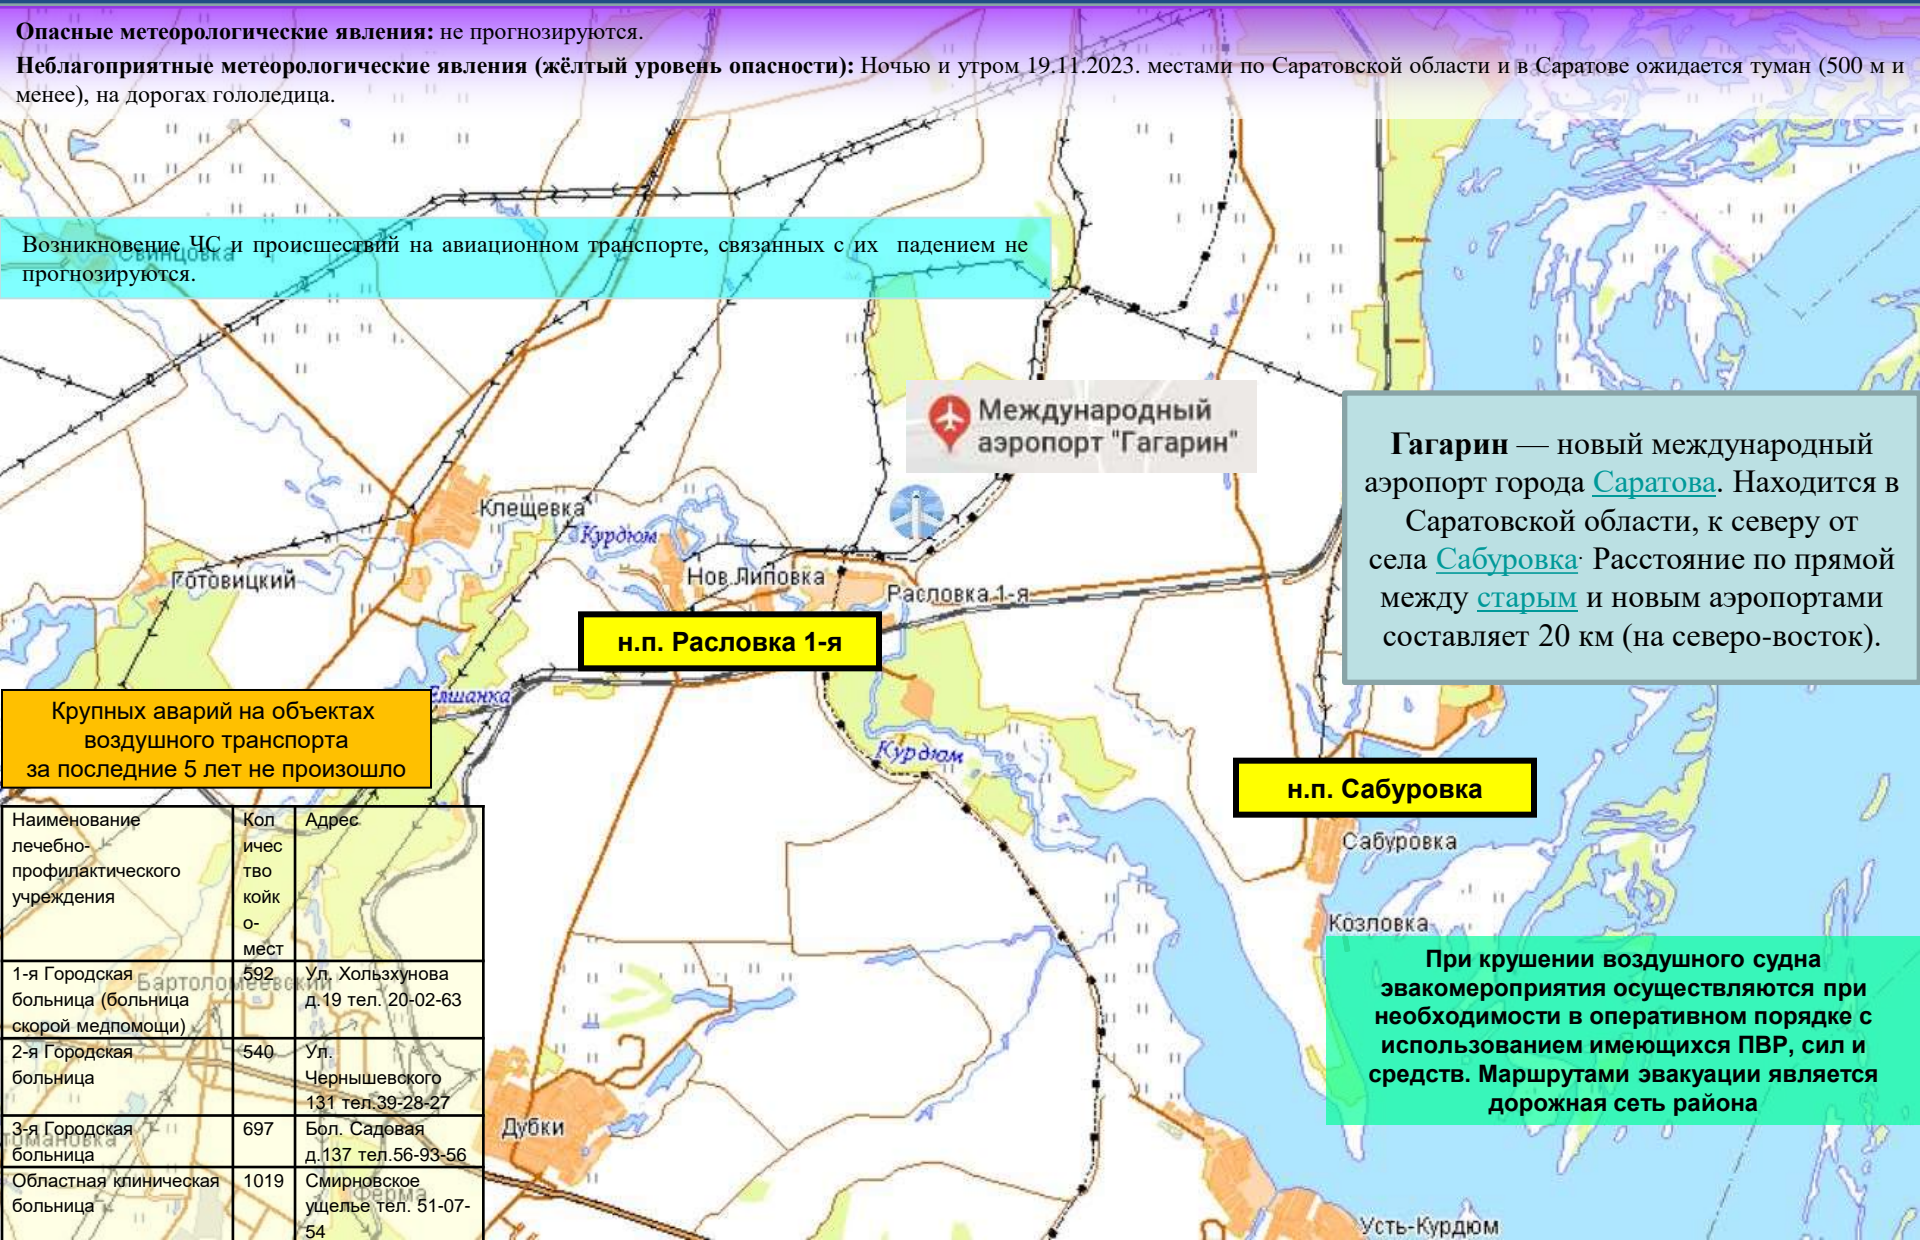 Опасные метеорологические явления: не прогнозируются.
Неблагоприятные метеорологические явления (жёлтый уровень опасности): Ночью и утром 19.11.2023. местами по Саратовской области и в Саратове ожидается туман (500 м и
менее), на дорогах гололедица.
Возникновение ЧС и происшествий на авиационном транспорте, связанных с их падением не
прогнозируются.
Свинцовка
Международный
аэропорт "Гагарин"
Гагарин — новый международный
аэропорт города Саратова. Находится в
Саратовской области, к северу от
села Сабуровка. Расстояние по прямой
между старым и новым аэропортами
составляет 20 км (на северо-восток).
Клещевка
Курдюм
Готовицкий
Нов.Липовка
Расловка 1-я
н.п. Расловка 1-я
Елшанка
Курдюм
Крупных аварий на объектах
воздушного транспорта
за последние 5 лет не произошло
н.п. Сабуровка
Сабуровка
Козловка
При крушении воздушного судна
эвакомероприятия осуществляются при
необходимости в оперативном порядке с
использованием имеющихся ПВР, сил и
средств. Маршрутами эвакуации является
дорожная сеть района
Наименование
лечебно-
профилактического
учреждения
Кол
ичес
тво
койк
о-
мест
Адрес
1-я Городская
больница (больница
скорой медпомощи)
592
Ул. Хользхунова
д.19 тел. 20-02-63
Бартоломеевский
2-я Городская
больница
540
Ул.
Чернышевского
131 тел.39-28-27
3-я Городская
больница
697
Бол. Садовая
д.137 тел.56-93-56
Областная клиническая
больница
1019
Смирновское
ущелье тел. 51-07-
54
Ферма
Дубки
Усть-Курдюм